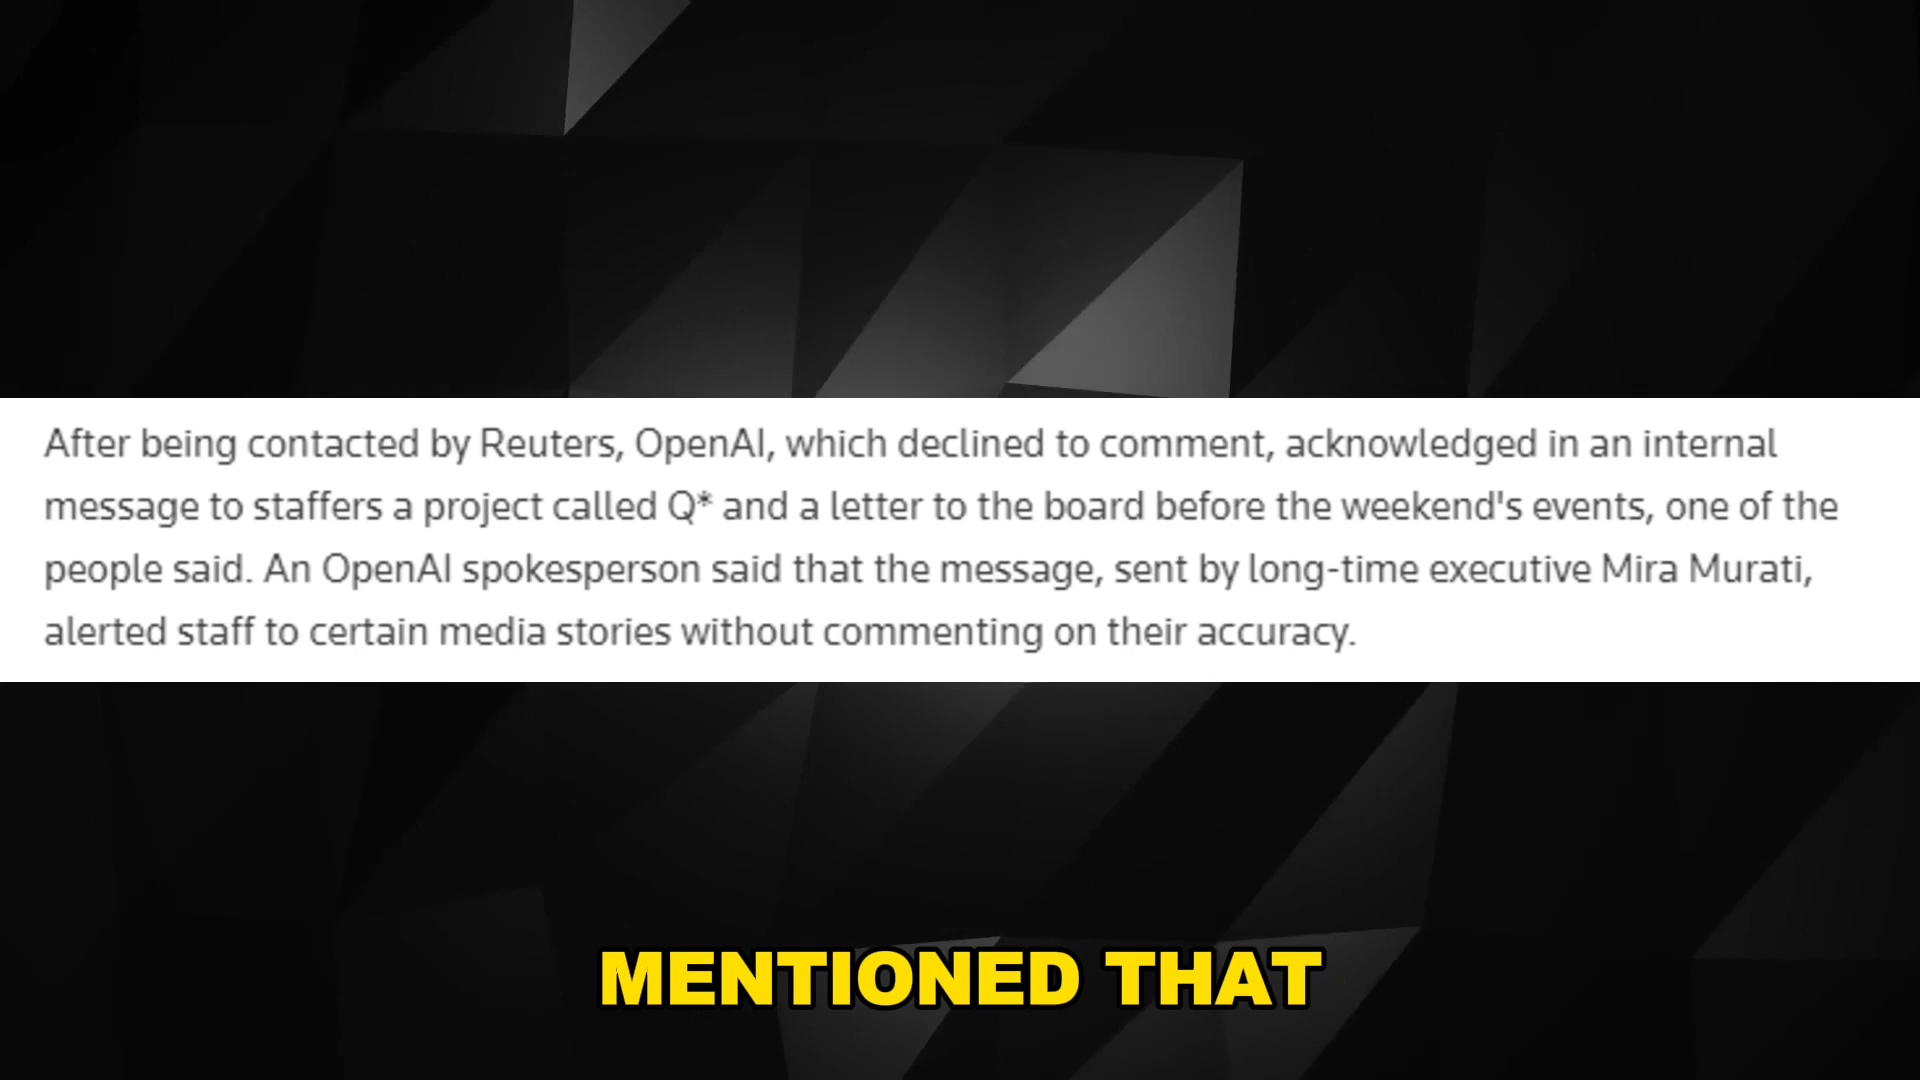 After being contacted by Reuters, OpenAI, which declined to comment, acknowledged in an internal
message to staffers a project called Q* and a letter to the board before the weekend's events, one of the
people said. An OpenAI spokesperson said that the message, sent by long-time executive Mira Murati,
alerted staff to certain media stories without commenting on their accuracy.
MENTIONED THAT